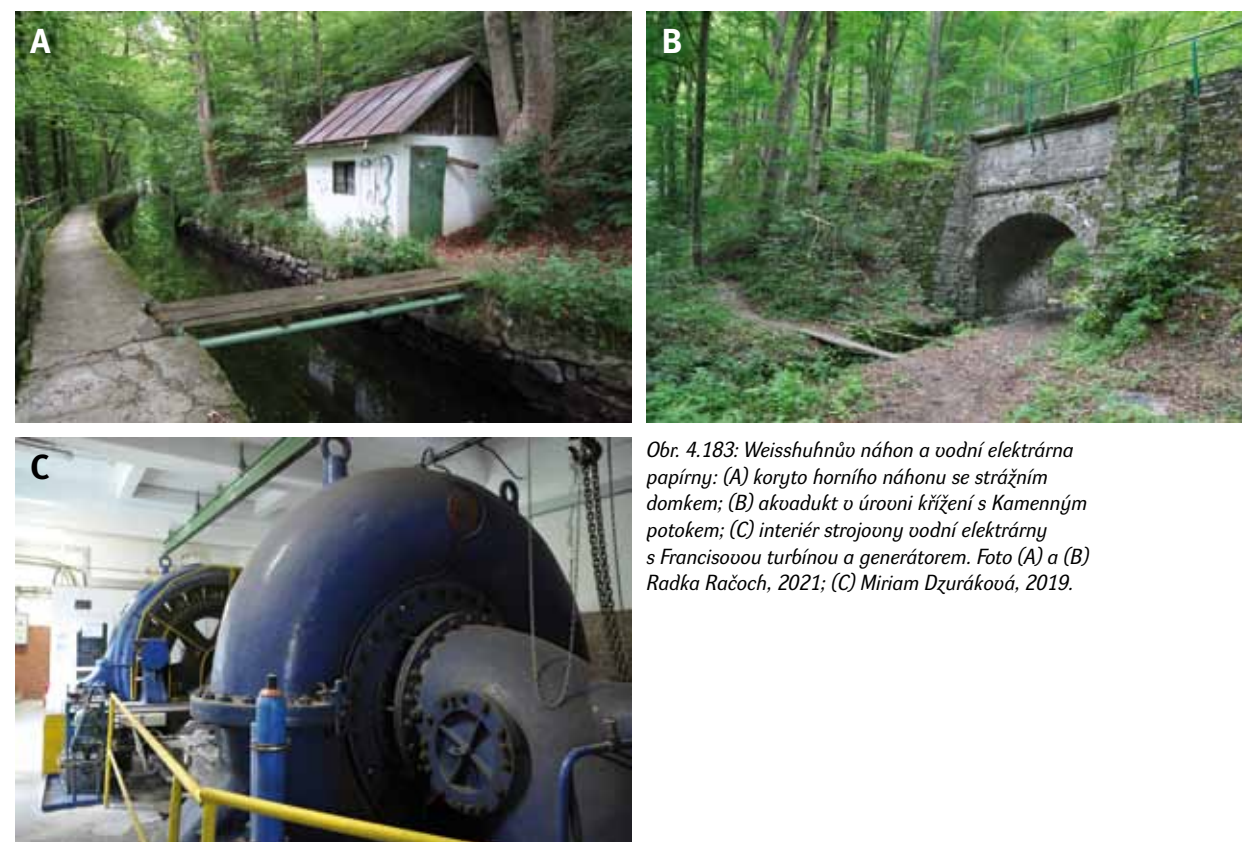 A
B
C
Obr. 4.183: Weisshuhnův náhon a vodní elektrárna
papírny: (A) koryto horního náhonu se strážním
domkem; (B) akvadukt v úrovni křížení s Kamenným
potokem; (C) interiér strojovny vodní elektrárny
s Francisovou turbínou a generátorem. Foto (A) a (B)
Radka Račoch, 2021; (C) Miriam Dzuráková, 2019.